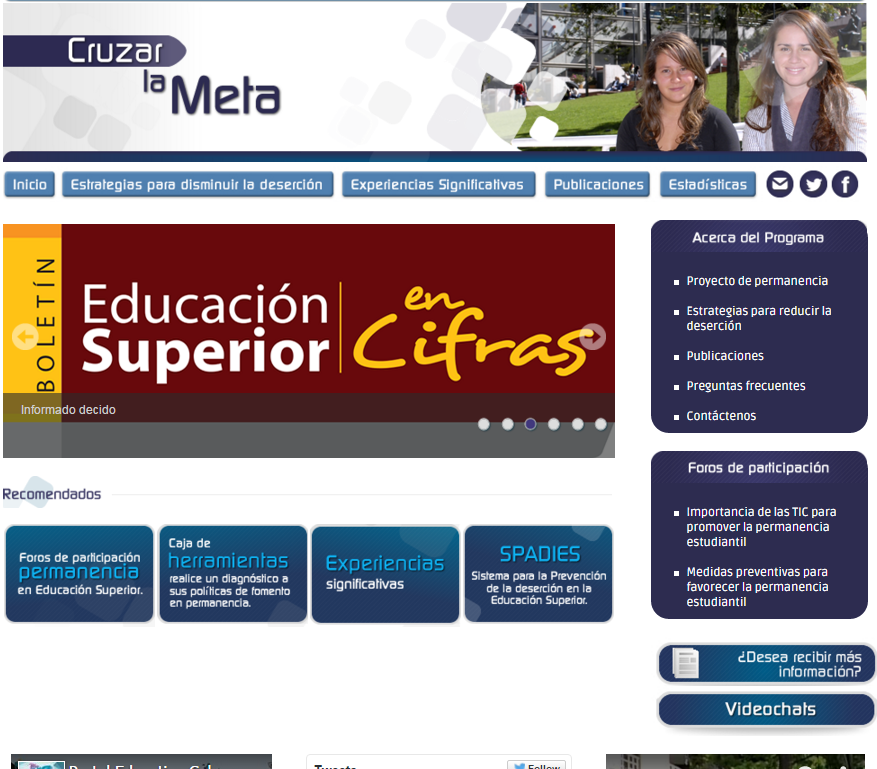 Cruzar
la Meta
Inicio
Estrategias para disminuir la deserción
Experiencias Significativas
Publicaciones
Estadísticas
BOLETÍN
Educación
Superior
en
Cifras
Informado decido
Acerca del Programa
Proyecto de permanencia
Estrategias para reducir la
deserción
Publicaciones
Preguntas frecuentes
Contáctenos
Recomendados
Foros de participación
permanencia
en Educación Superior.
Caja de
herramientas
realice un diagnóstico a
sus políticas de fomento
en permanencia.
Experiencias
significativas
SPADIES
Sistema para la Prevención
de la deserción en la
Educación Superior.
Foros de participación
Importancia de las TIC para
promover la permanencia
estudiantil
Medidas preventivas para
favorecer la permanencia
estudiantil
¿Desea recibir más
información?
Videochats
Tweets
Follow